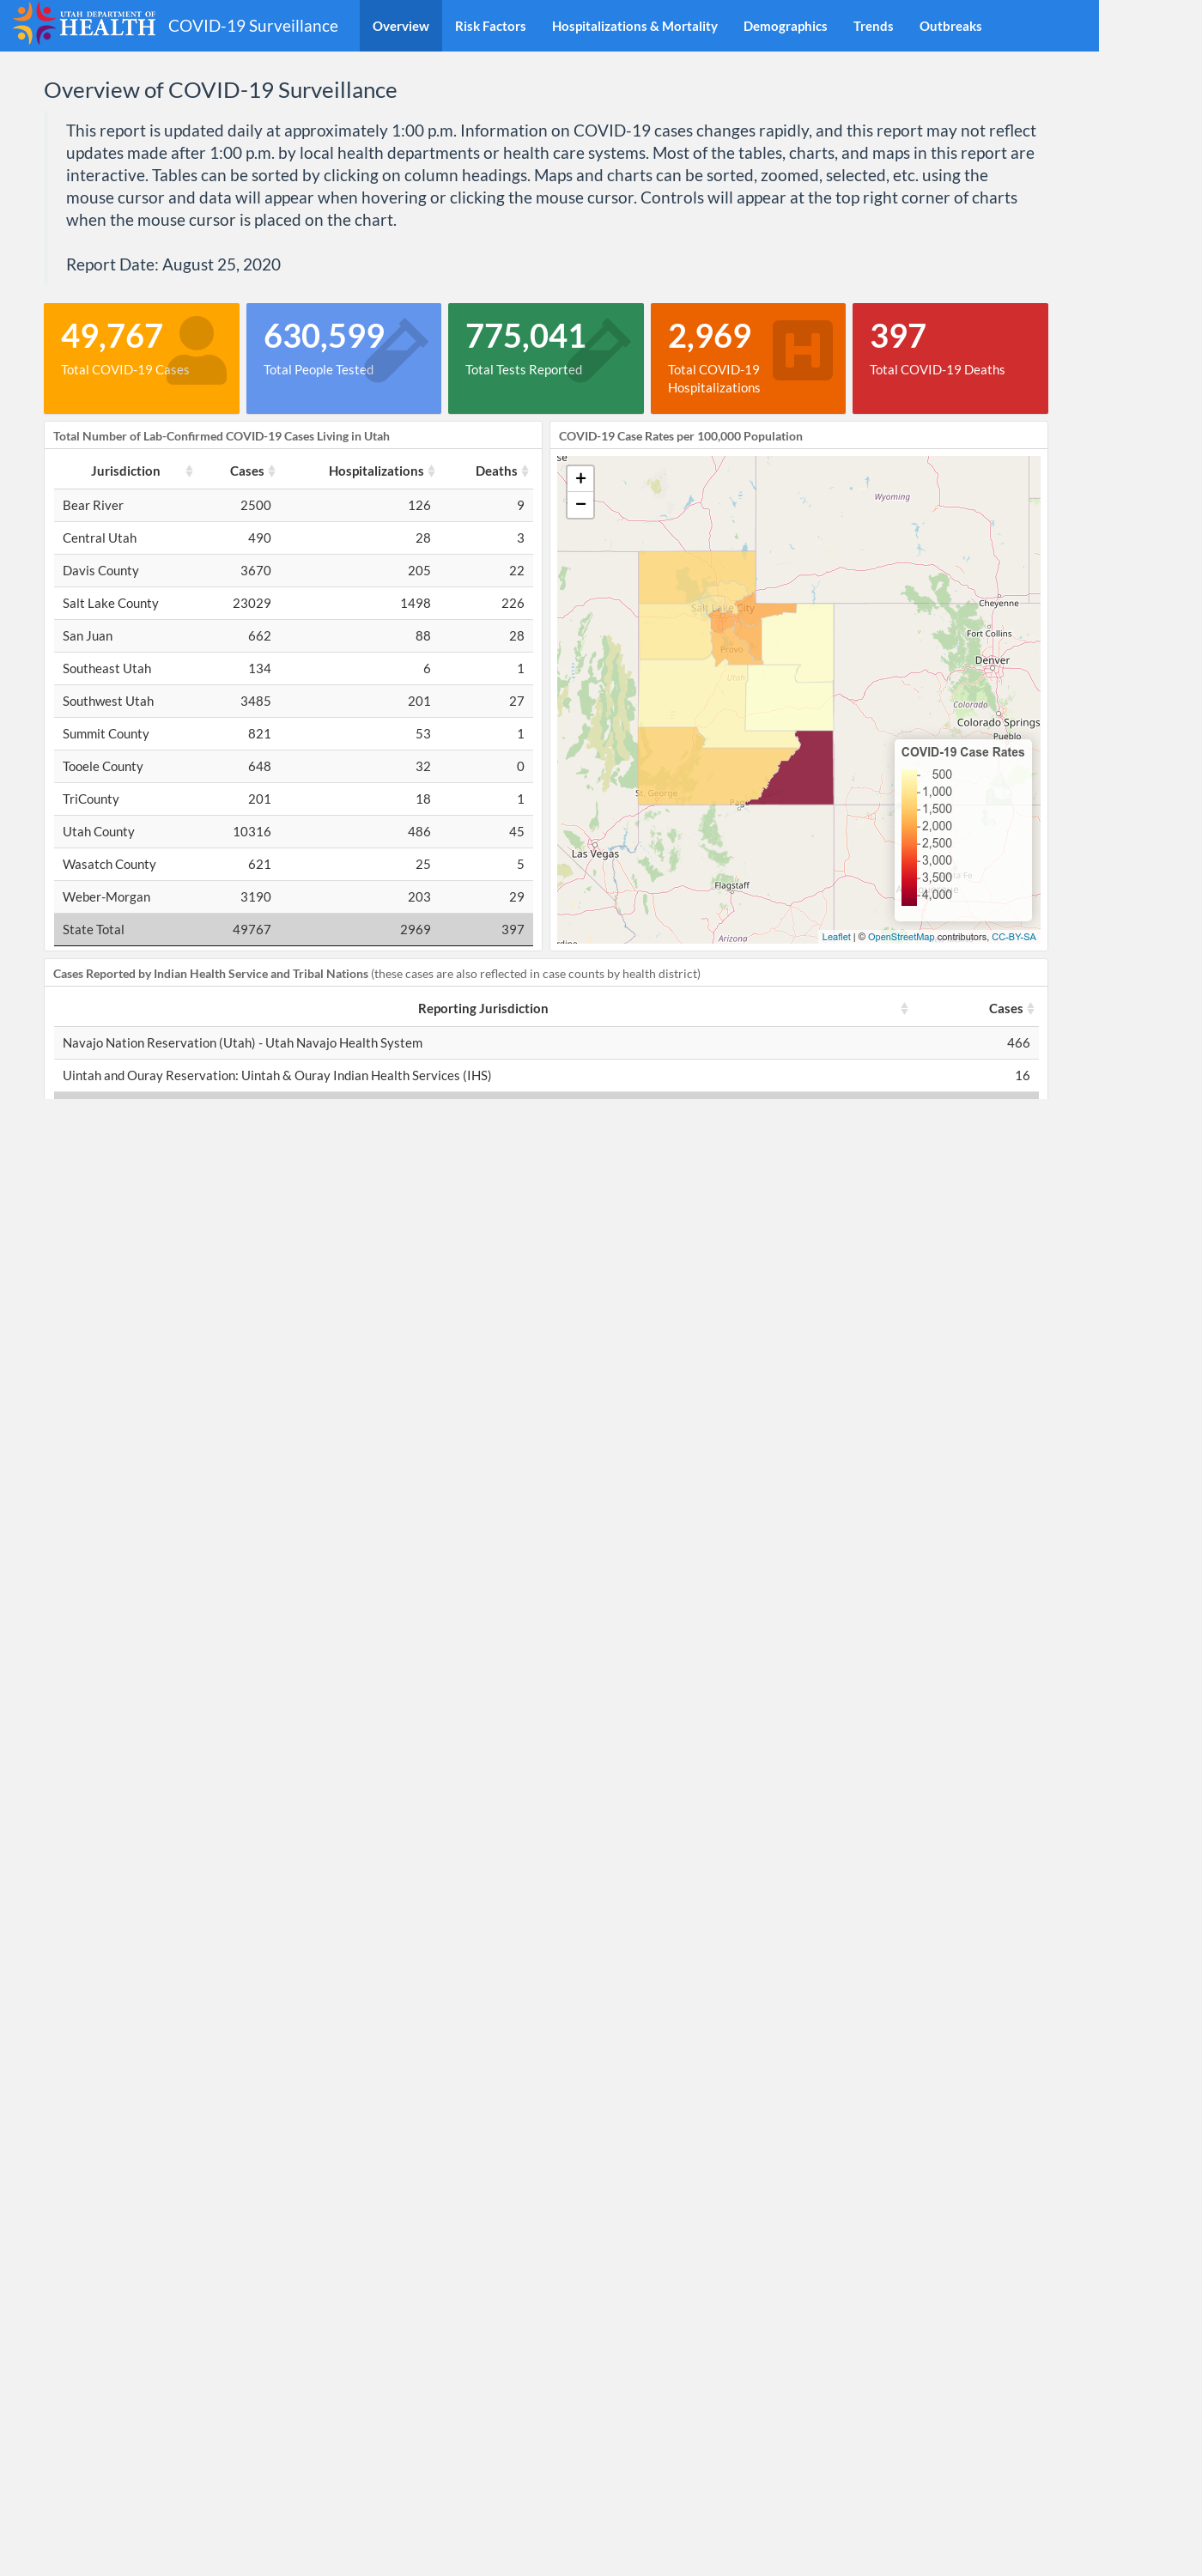 UTAH DEPARTMENT OF
HEALTH
COVID-19 Surveillance
Overview
Risk Factors
Hospitalizations & Mortality
Demographics
Trends
Outbreaks
Overview of COVID-19 Surveillance
This report is updated daily at approximately 1:00 p.m. Information on COVID-19 cases changes rapidly, and this report may not reflect
updates made after 1:00 p.m. by local health departments or health care systems. Most of the tables, charts, and maps in this report are
interactive. Tables can be sorted by clicking on column headings. Maps and charts can be sorted, zoomed, selected, etc. using the
mouse cursor and data will appear when hovering or clicking the mouse cursor. Controls will appear at the top right corner of charts
when the mouse cursor is placed on the chart.
Report Date: August 25, 2020
49,767
Total COVID-19 Cases
630,599
Total People Tested
775,041
Total Tests Reported
2,969
Total COVID-19
Hospitalizations
H
397
Total COVID-19 Deaths
Total Number of Lab-Confirmed COVID-19 Cases Living in Utah
Jurisdiction Cases Hospitalizations Deaths
Bear River 2500 126 9
Central Utah 490 28 3
Davis County 3670 205 22
Salt Lake County 23029 1498 226
San Juan 662 88 28
Southeast Utah 134 6 1
Southwest Utah 3485 201 27
Summit County 821 53 1
Tooele County 648 32 0
TriCounty 201 18 1
Utah County 10316 486 45
Wasatch County 621 25 5
Weber-Morgan 3190 203 29
State Total 49767 2969 397
COVID-19 Case Rates per 100,000 Population
se
+
−
Wyoming
Salt Lake City
Cheyenne
Fort Collins
Provo
Denver
Utah
Colorado
Colorado Springs
Pueblo
St. George
Las Vegas
Flagstaff
Arizona
COVID-19 Case Rates
500
1,000
1,500
2,000
2,500
3,000
3,500
4,000
Leaflet | © OpenStreetMap contributors, CC-BY-SA
Cases Reported by Indian Health Service and Tribal Nations (these cases are also reflected in case counts by health district)
Reporting Jurisdiction Cases
Navajo Nation Reservation (Utah) - Utah Navajo Health System 466
Uintah and Ouray Reservation: Uintah & Ouray Indian Health Services (IHS) 16